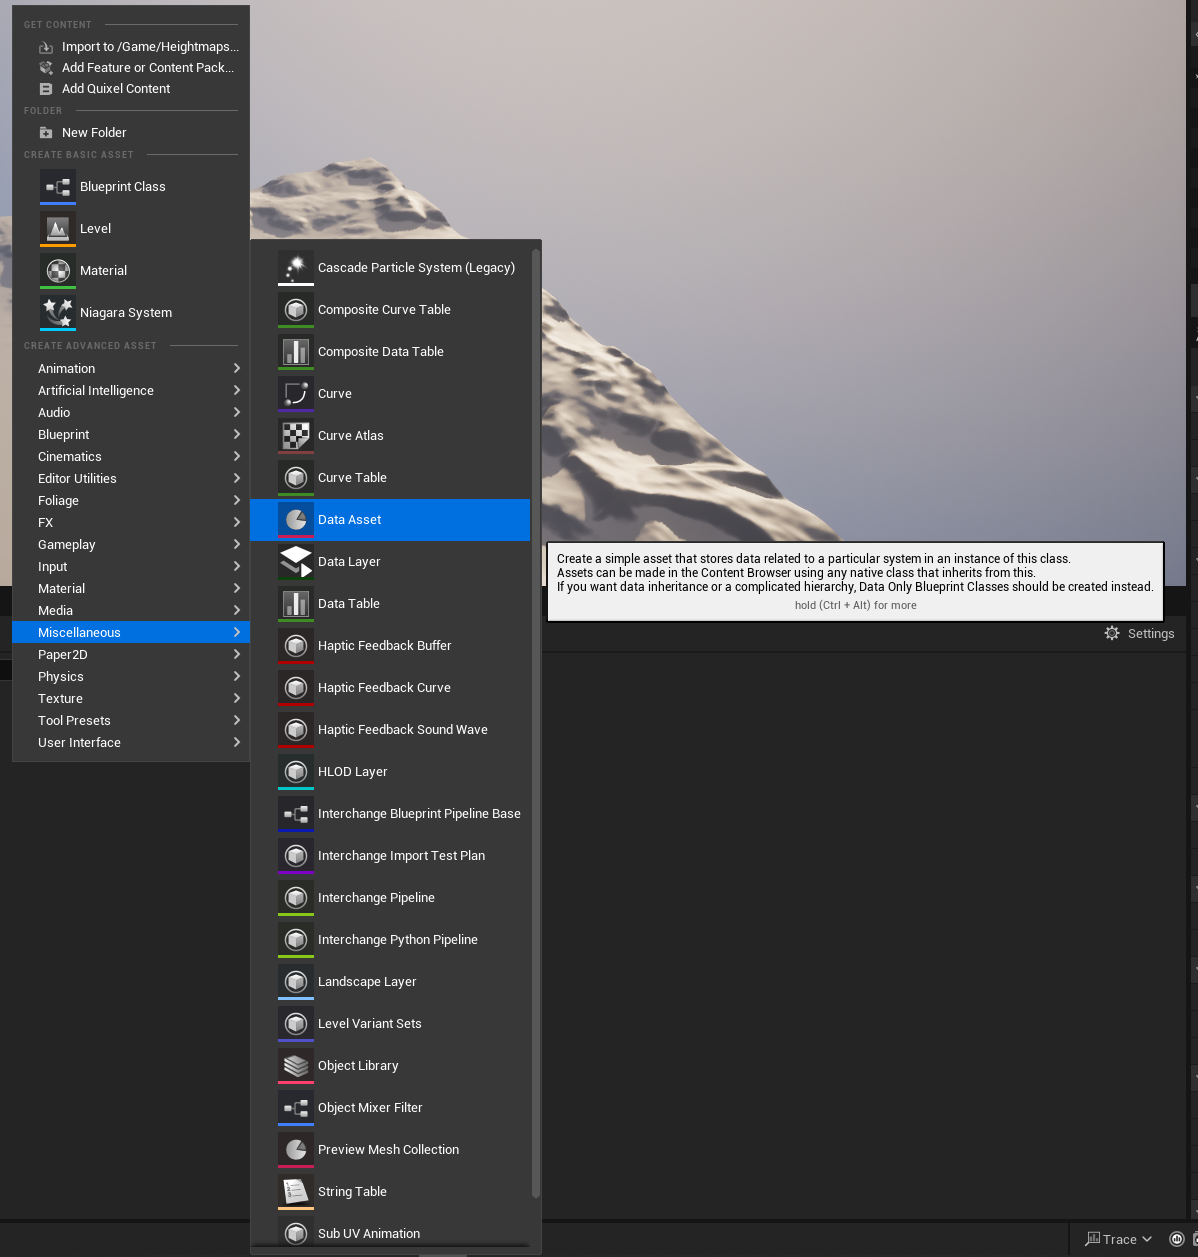 GET CONTENT
Import to /Game/Heightmaps...
Add Feature or Content Pack...
Add Quixel Content
FOLDER
New Folder
CREATE BASIC ASSET
Blueprint Class
Level
Material
Niagara System
CREATE ADVANCED ASSET
Animation
Artificial Intelligence
Audio
Blueprint
Cinematics
Editor Utilities
Foliage
FX
Gameplay
Input
Material
Media
Miscellaneous
Paper2D
Physics
Texture
Tool Presets
User Interface
Cascade Particle System (Legacy)
Composite Curve Table
Composite Data Table
Curve
Curve Atlas
Curve Table
Data Asset
Data Layer
Data Table
Haptic Feedback Buffer
Haptic Feedback Curve
Haptic Feedback Sound Wave
HLOD Layer
Interchange Blueprint Pipeline Base
Interchange Import Test Plan
Interchange Pipeline
Interchange Python Pipeline
Landscape Layer
Level Variant Sets
Object Library
Object Mixer Filter
Preview Mesh Collection
String Table
Sub UV Animation
Create a simple asset that stores data related to a particular system in an instance of this class.
Assets can be made in the Content Browser using any native class that inherits from this.
If you want data inheritance or a complicated hierarchy, Data Only Blueprint Classes should be created instead.
hold (Ctrl + Alt) for more
Settings
Trace